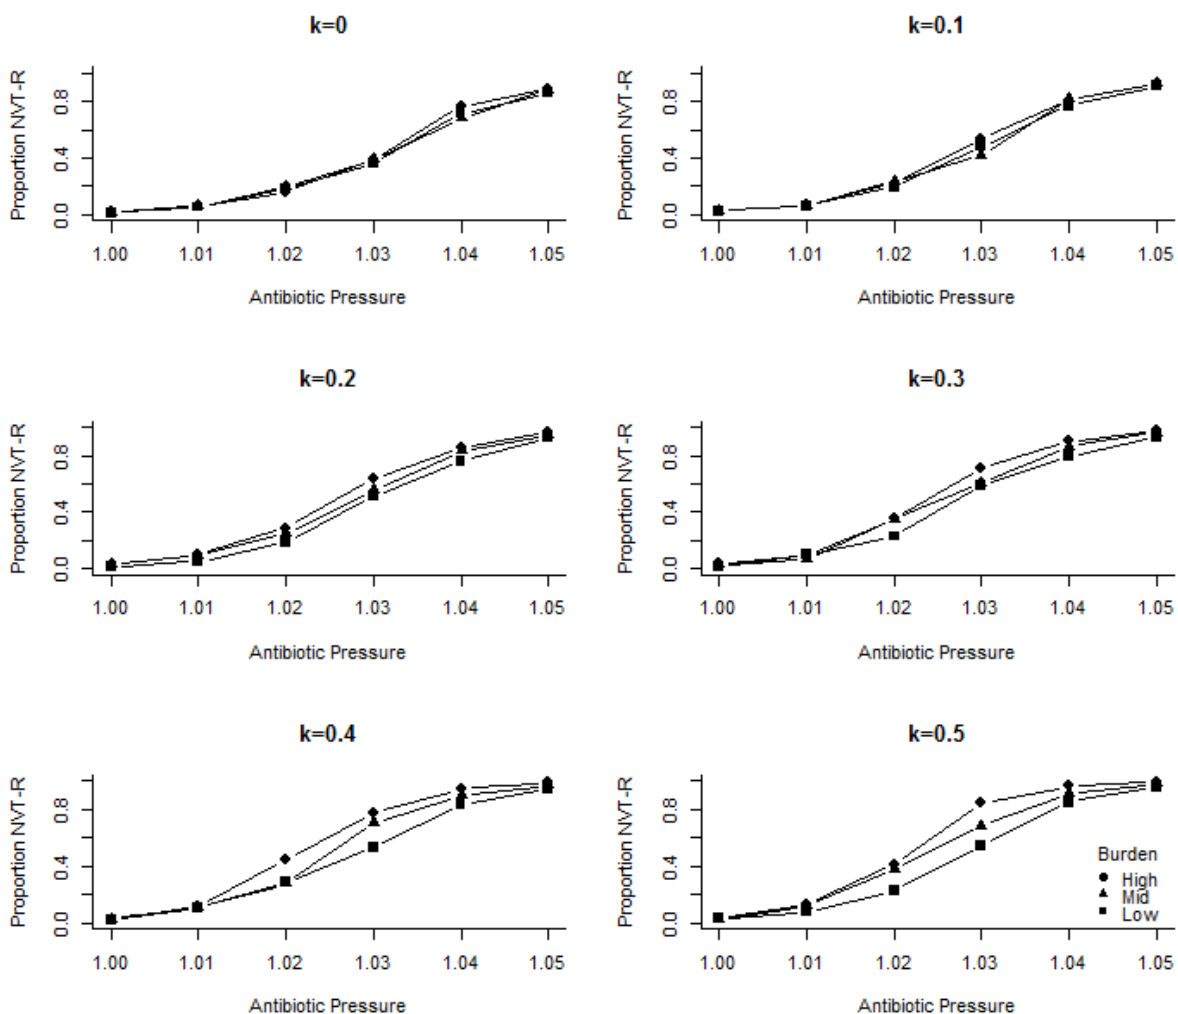 k=0
Proportion NVT-R
0.0 0.4 0.8
1.00 1.01 1.02 1.03 1.04 1.05
Antibiotic Pressure
k=0.1
Proportion NVT-R
0.0 0.4 0.8
1.00 1.01 1.02 1.03 1.04 1.05
Antibiotic Pressure
k=0.2
Proportion NVT-R
0.0 0.4 0.8
1.00 1.01 1.02 1.03 1.04 1.05
Antibiotic Pressure
k=0.3
Proportion NVT-R
0.0 0.4 0.8
1.00 1.01 1.02 1.03 1.04 1.05
Antibiotic Pressure
k=0.4
Proportion NVT-R
0.0 0.4 0.8
1.00 1.01 1.02 1.03 1.04 1.05
Antibiotic Pressure
k=0.5
Proportion NVT-R
0.0 0.4 0.8
Burden
High
Mid
Low
1.00 1.01 1.02 1.03 1.04 1.05
Antibiotic Pressure